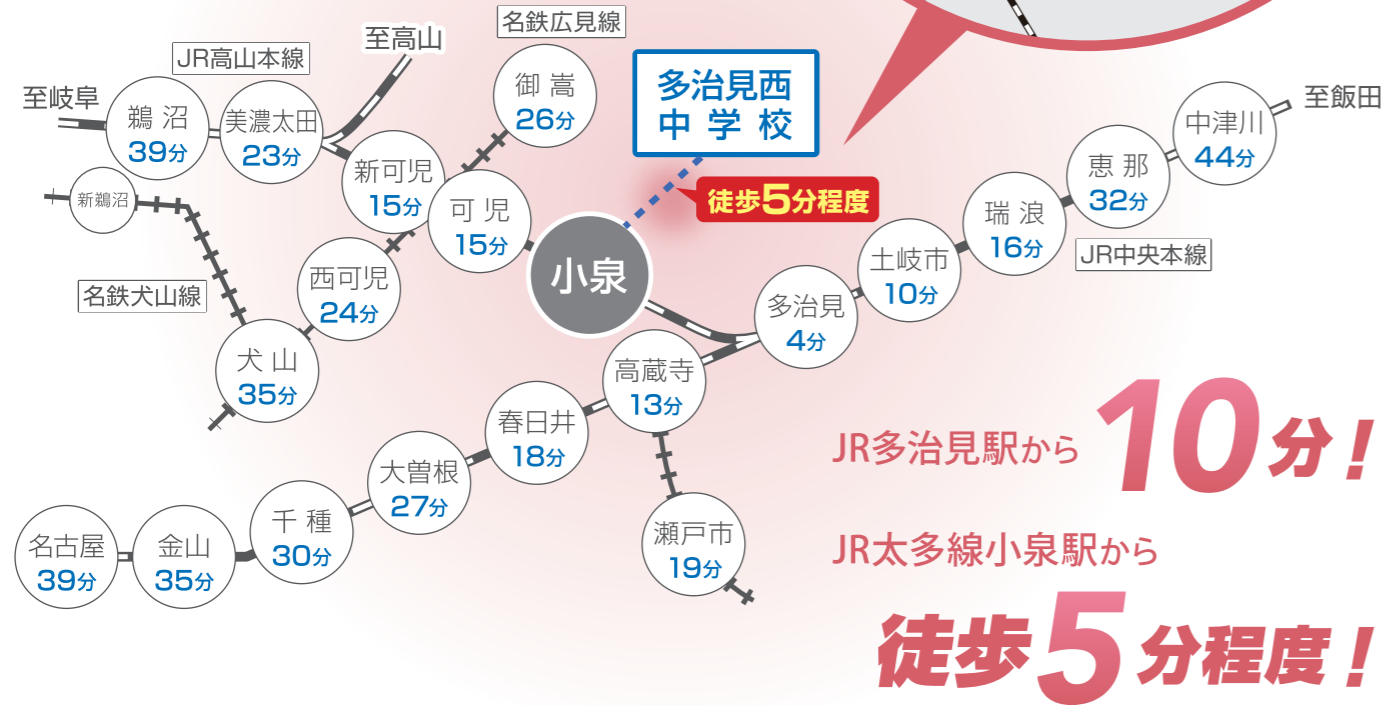 名鉄広見線
至高山
JR高山本線
御嵩
26分
多治見西
中学校
至岐阜
鵜沼
39分
美濃太田
23分
至飯田
中津川
44分
恵那
32分
新可児
15分
徒歩5分程度
新鵜沼
可児
15分
瑞浪
16分
JR中央本線
小泉
土岐市
10分
西可児
24分
名鉄犬山線
多治見
4分
犬山
35分
高蔵寺
13分
春日井
18分
大曽根
27分
千種
30分
瀬戸市
19分
名古屋
39分
金山
35分
JR多治見駅から10分!
JR太多線小泉駅から
徒歩5分程度!